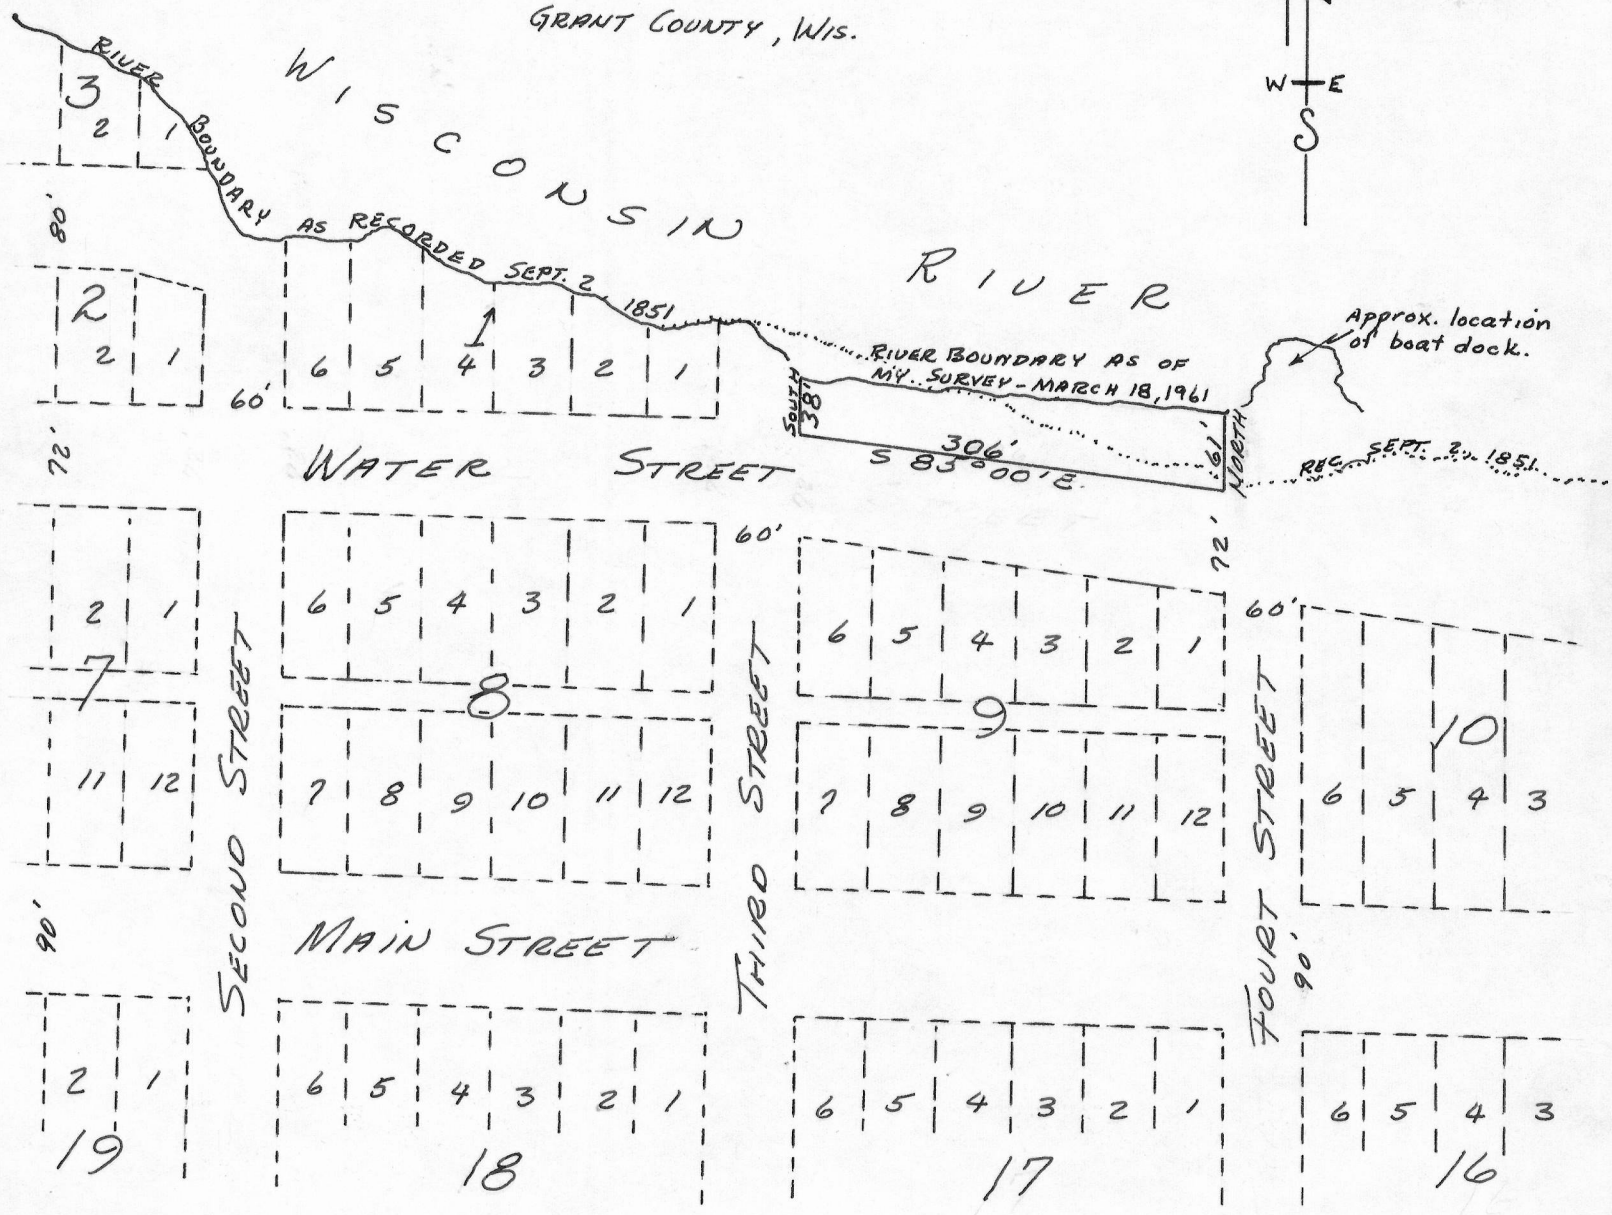 GRANT COUNTY, WIS.
W E
S
WISCONSIN RIVER
RIVER BOUNDARY AS RECORDED SEPT. 2, 1851
3
2 1
80'
2
2 1
1
6 5 4 3 2 1
60'
72'
Approx. location
of boat dock.
RIVER BOUNDARY AS OF
MY SURVEY - MARCH 18, 1961
SOUTH
38'
306'
S 83°00' E.
61'
NORTH
REC. SEPT. 2, 1851
WATER STREET
60'
72'
60'
2 1
7
11 12
6 5 4 3 2 1
8
7 8 9 10 11 12
6 5 4 3 2 1
9
7 8 9 10 11 12
10
6 5 4 3
SECOND STREET
THIRD STREET
FOURT STREET
90'
MAIN STREET
90'
2 1
19
6 5 4 3 2 1
18
6 5 4 3 2 1
17
6 5 4 3
16